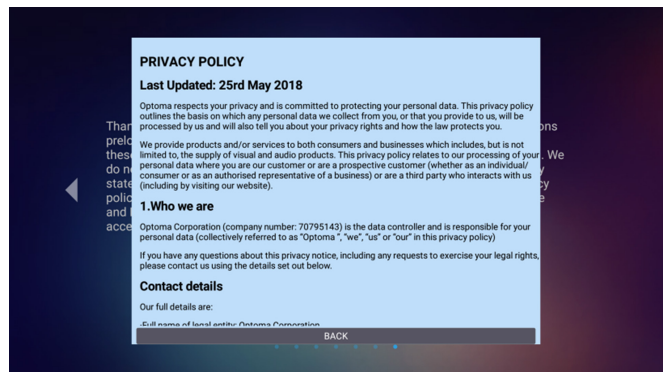 PRIVACY POLICY
Last Updated: 25rd May 2018
Optoma respects your privacy and is committed to protecting your personal data. This privacy policy
outlines the basis on which any personal data we collect from you, or that you provide to us, will be
processed by us and will also tell you about your privacy rights and how the law protects you.
We provide products and/or services to both consumers and businesses which includes, but is not
limited to, the supply of visual and audio products. This privacy policy relates to our processing of your
personal data where you are our customer or are a prospective customer (whether as an individual/
consumer or as an authorised representative of a business) or are a third party who interacts with us
(including by visiting our website).
1.Who we are
Optoma Corporation (company number: 70795143) is the data controller and is responsible for your
personal data (collectively referred to as “Optoma ”, “we”, “us” or “our” in this privacy policy)
If you have any questions about this privacy notice, including any requests to exercise your legal rights,
please contact us using the details set out below.
Contact details
Our full details are:
-Full name of legal entity: Optoma Corporation
BACK